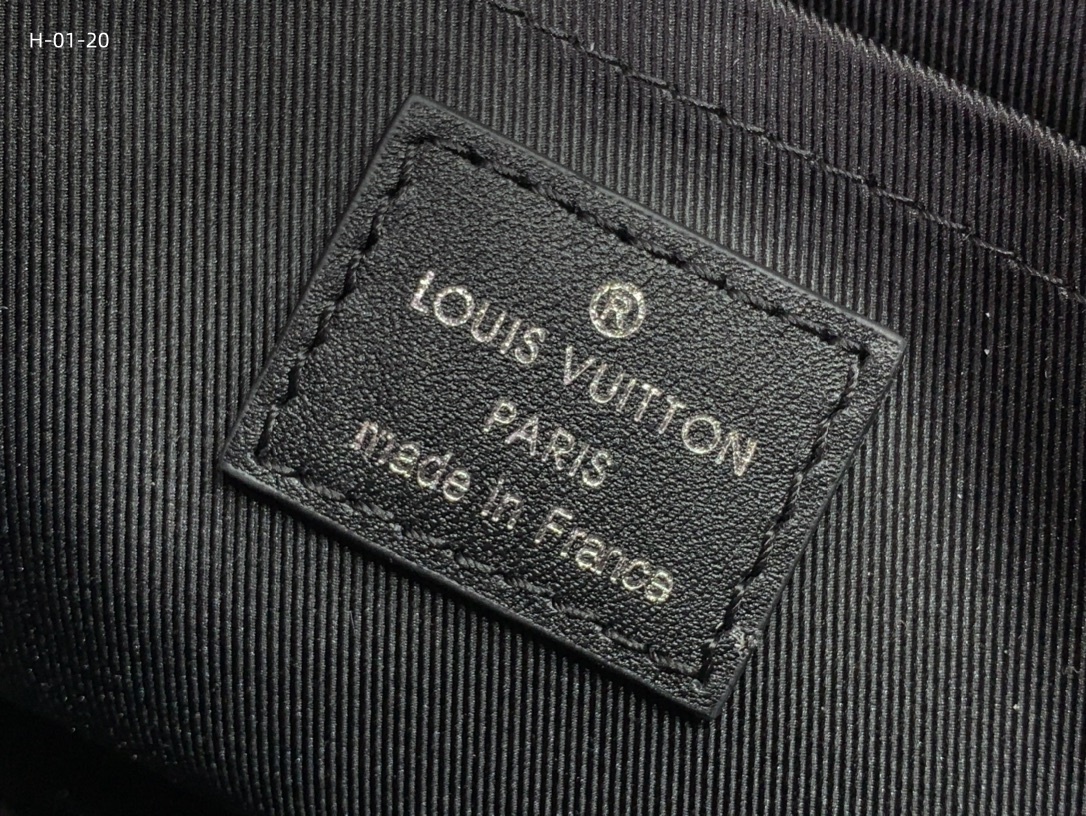 H-01-20
®
LOUIS VUITTON
PARIS
made in France